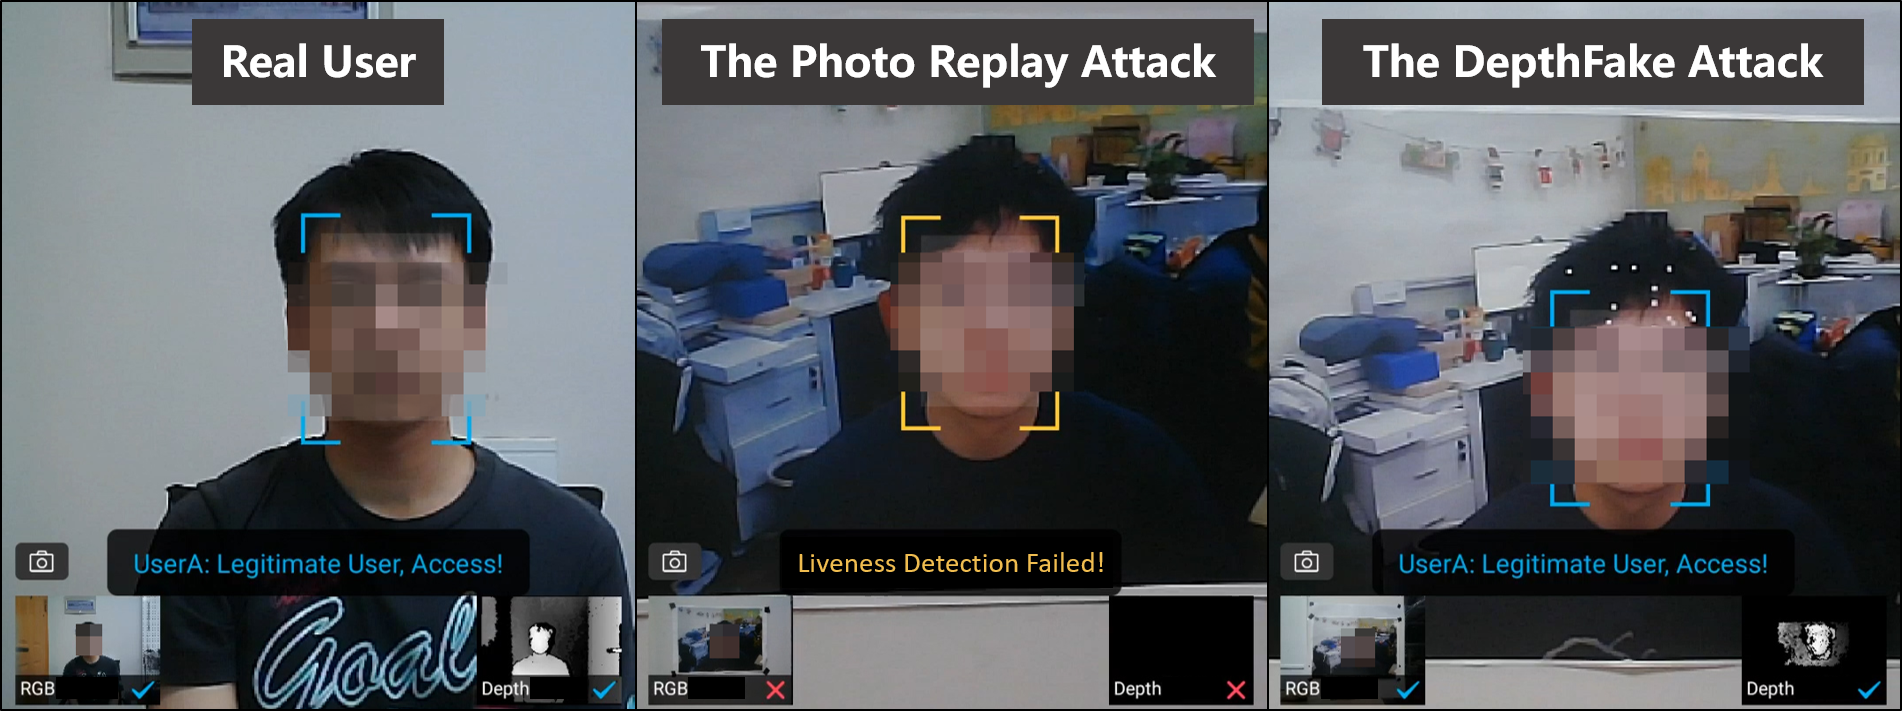 Real User
UserA: Legitimate User, Access!
Goal
RGB
Depth
The Photo Replay Attack
Liveness Detection Failed!
RGB
Depth
The DepthFake Attack
UserA: Legitimate User, Access!
RGB
Depth